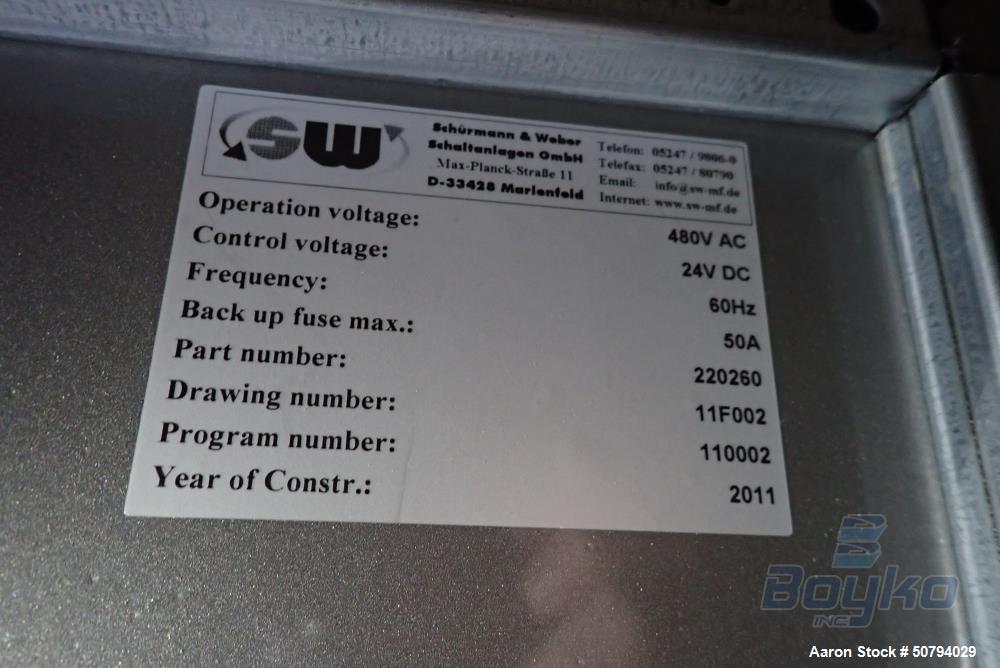 SW
Schürmann & Weber
Schaltanlagen GmbH
Max-Planck-Straße 11
D-33428 Marienfeld
Telefon: 05247 / 9806-0
Telefax: 05247 / 80790
Email: info@sw-mf.de
Internet: www.sw-mf.de
Operation voltage: 480V AC
Control voltage: 24V DC
Frequency: 60Hz
Back up fuse max.: 50A
Part number: 220260
Drawing number: 11F002
Program number: 110002
Year of Constr.: 2011
Boyko
INC
Aaron Stock # 50794029